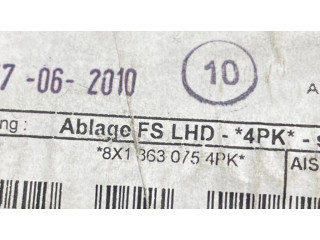 7 -06- 2010 10 A
ng : Ablage FS LHD - *4PK* - s
*8X1 863 075 4PK* AIS